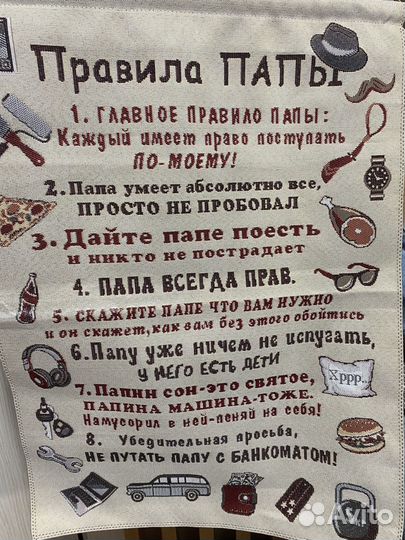 Правила ПАПЫ
1. ГЛАВНОЕ ПРАВИЛО ПАПЫ:
Каждый имеет право поступать
ПО-МОЕМУ!
2. Папа умеет абсолютно все,
ПРОСТО НЕ ПРОБОВАЛ
3. Дайте папе поесть
и никто не пострадает
4. ПАПА ВСЕГДА ПРАВ.
5. СКАЖИТЕ ПАПЕ ЧТО ВАМ НУЖНО
и он скажет, как вам без этого обойтись
6. Папу уже ничем не испугать,
У НЕГО ЕСТЬ ДЕТИ
7. Папин сон-это святое,
ПАПИНА МАШИНА-ТОЖЕ.
Намусорил в ней-пеняй на себя!
Хррр..
8. Убедительная просьба,
НЕ ПУТАТЬ ПАПУ С БАНКОМАТОМ!
Avito